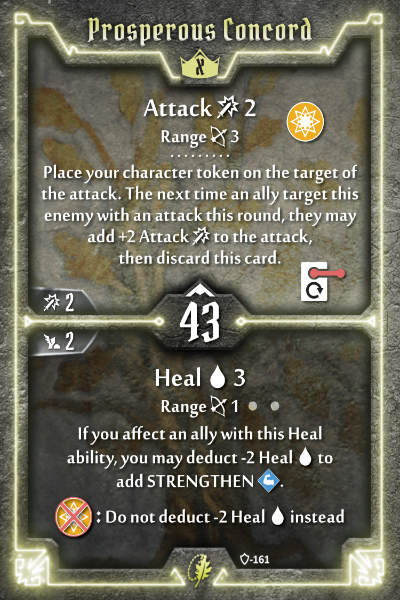 Prosperous Concord
X
Attack 2
Range 3
Place your character token on the target of
the attack. The next time an ally target this
enemy with an attack this round, they may
add +2 Attack to the attack,
then discard this card.
2
43
2
Heal 3
Range 1
If you affect an ally with this Heal
ability, you may deduct -2 Heal to
add STRENGTHEN.
: Do not deduct -2 Heal instead
-161